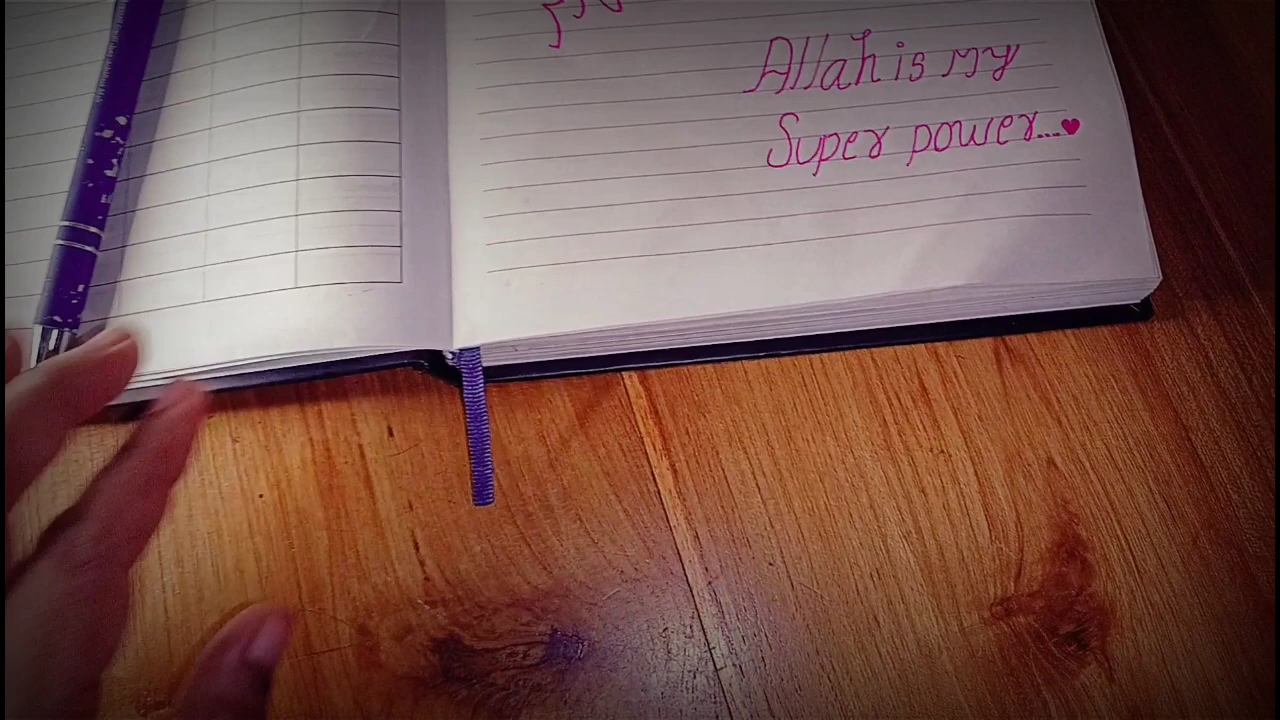 Allah is my
Super power...♥